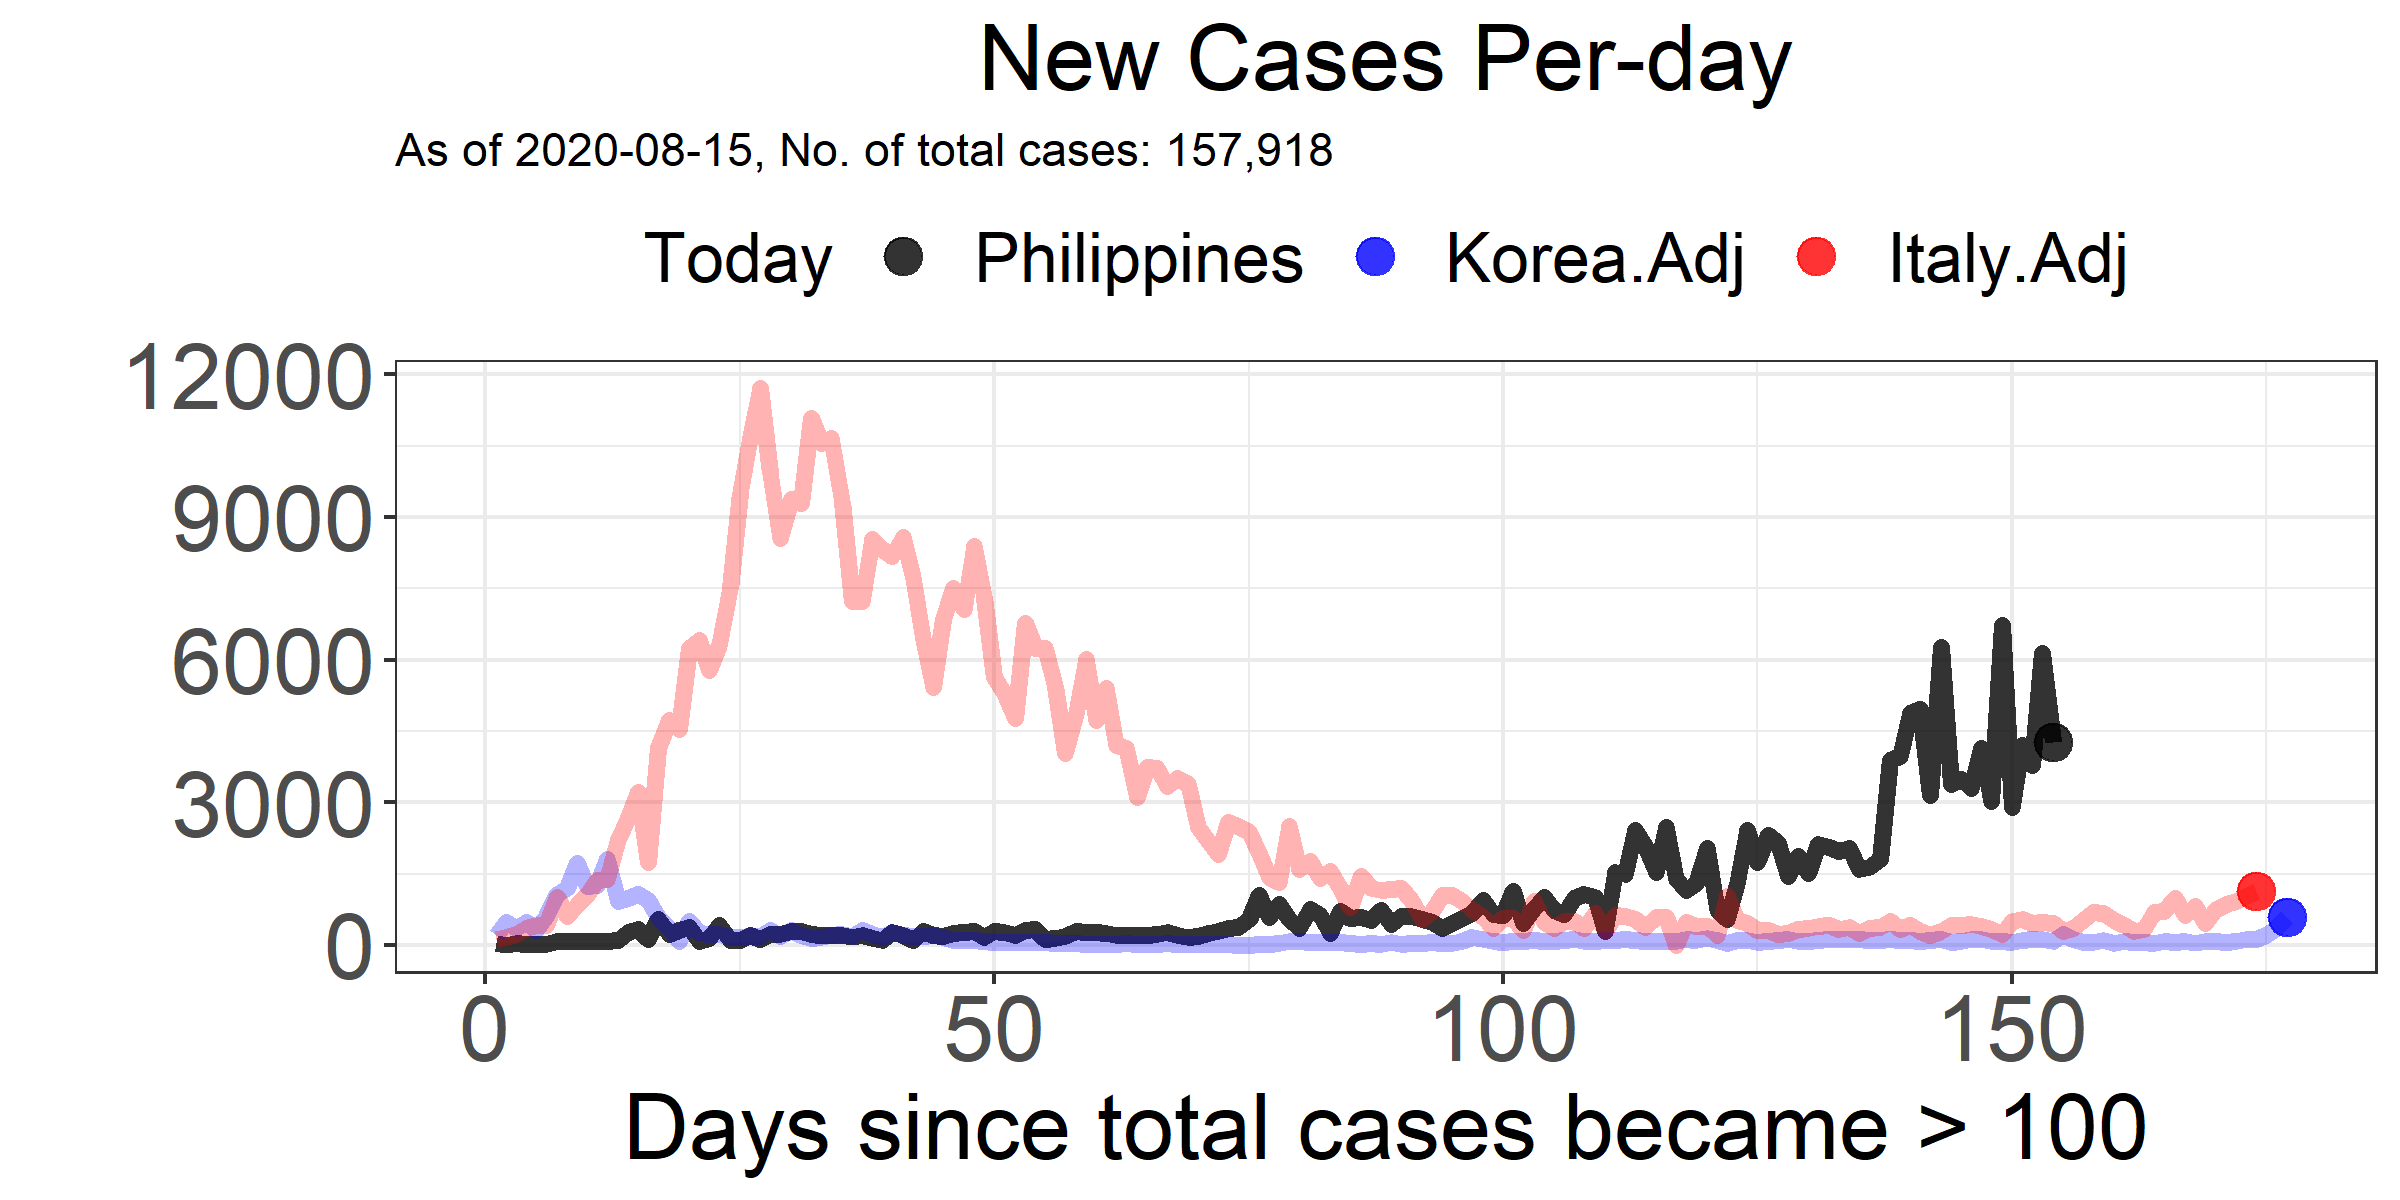 New Cases Per-day
As of 2020-08-15, No. of total cases: 157,918
Today Philippines Korea.Adj Italy.Adj
12000
9000
6000
3000
0
0 50 100 150
Days since total cases became > 100